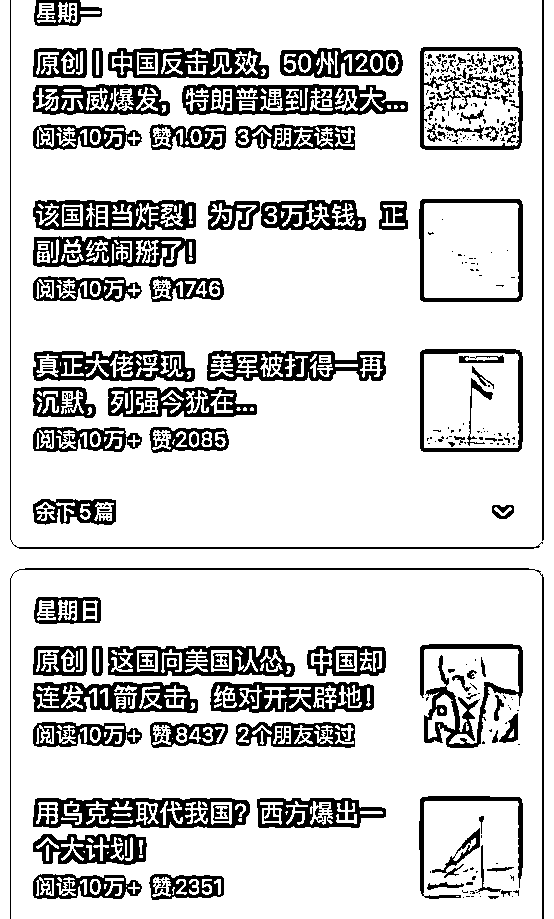 星期一
原创 | 中国反击见效，50州1200
场示威爆发，特朗普遇到超级大...
阅读10万+ 赞1.0万 3个朋友读过
该国相当炸裂！为了3万块钱，正
副总统闹掰了！
阅读10万+ 赞1746
真正大佬浮现，美军被打得一再
沉默，列强今犹在...
阅读10万+ 赞2085
余下5篇
星期日
原创 | 这国向美国认怂，中国却
连发11箭反击，绝对开天辟地！
阅读10万+ 赞8437 2个朋友读过
用乌克兰取代我国？西方爆出一
个大计划！
阅读10万+ 赞2351